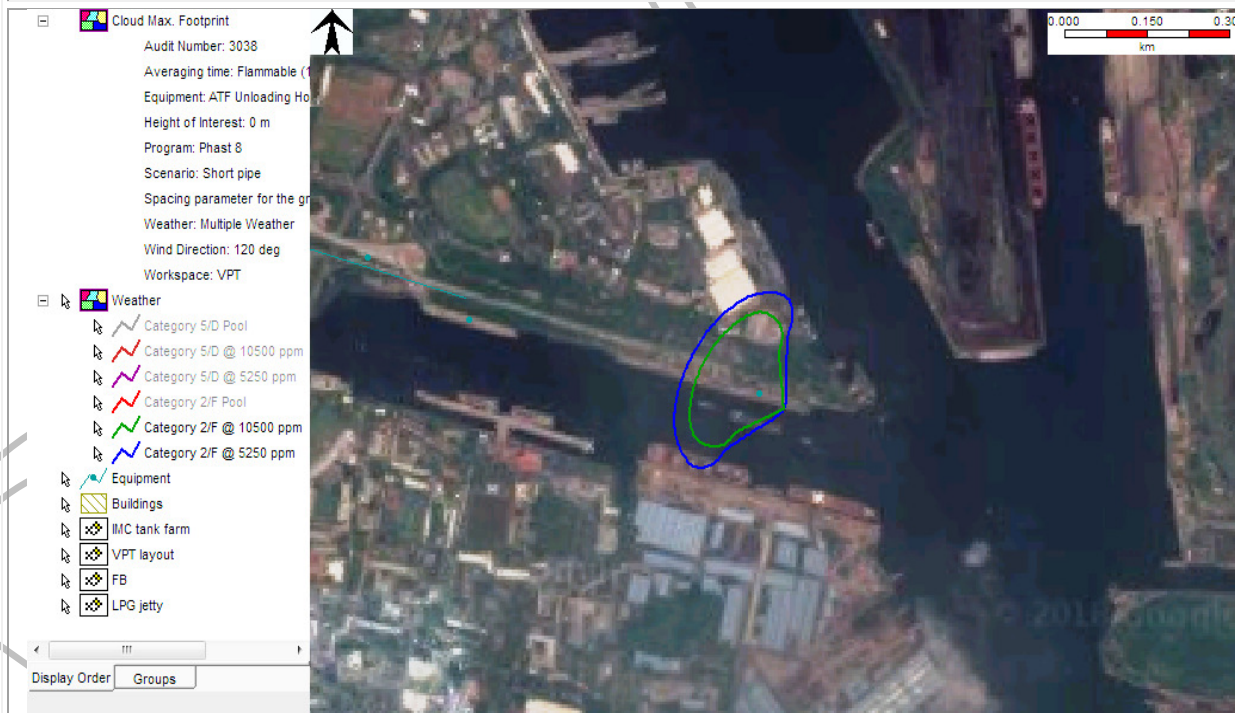 Cloud Max. Footprint
Audit Number: 3038
Averaging time: Flammable (1
Equipment: ATF Unloading Ho
Height of Interest: 0 m
Program: Phast 8
Scenario: Short pipe
Spacing parameter for the gr
Weather: Multiple Weather
Wind Direction: 120 deg
Workspace: VPT
Weather
Category 5/D Pool
Category 5/D @ 10500 ppm
Category 5/D @ 5250 ppm
Category 2/F Pool
Category 2/F @ 10500 ppm
Category 2/F @ 5250 ppm
Equipment
Buildings
IMC tank farm
VPT layout
FB
LPG jetty
Display Order Groups
0.000 0.150 0.30
km
© 2016 Google